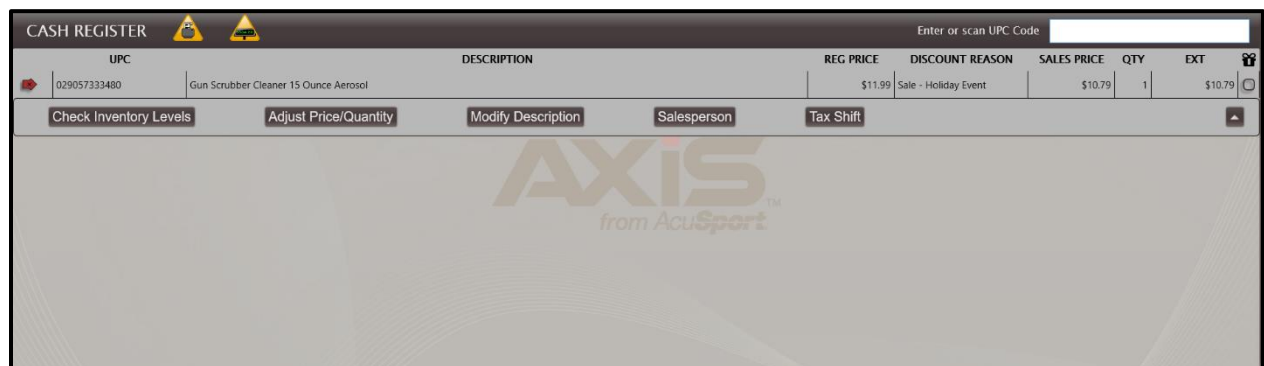 CASH REGISTER Enter or scan UPC Code
UPC DESCRIPTION REG PRICE DISCOUNT REASON SALES PRICE QTY EXT
029057333480 Gun Scrubber Cleaner 15 Ounce Aerosol $11.99 Sale - Holiday Event $10.79 1 $10.79
Check Inventory Levels Adjust Price/Quantity Modify Description Salesperson Tax Shift
AXiS
from AcuSport TM